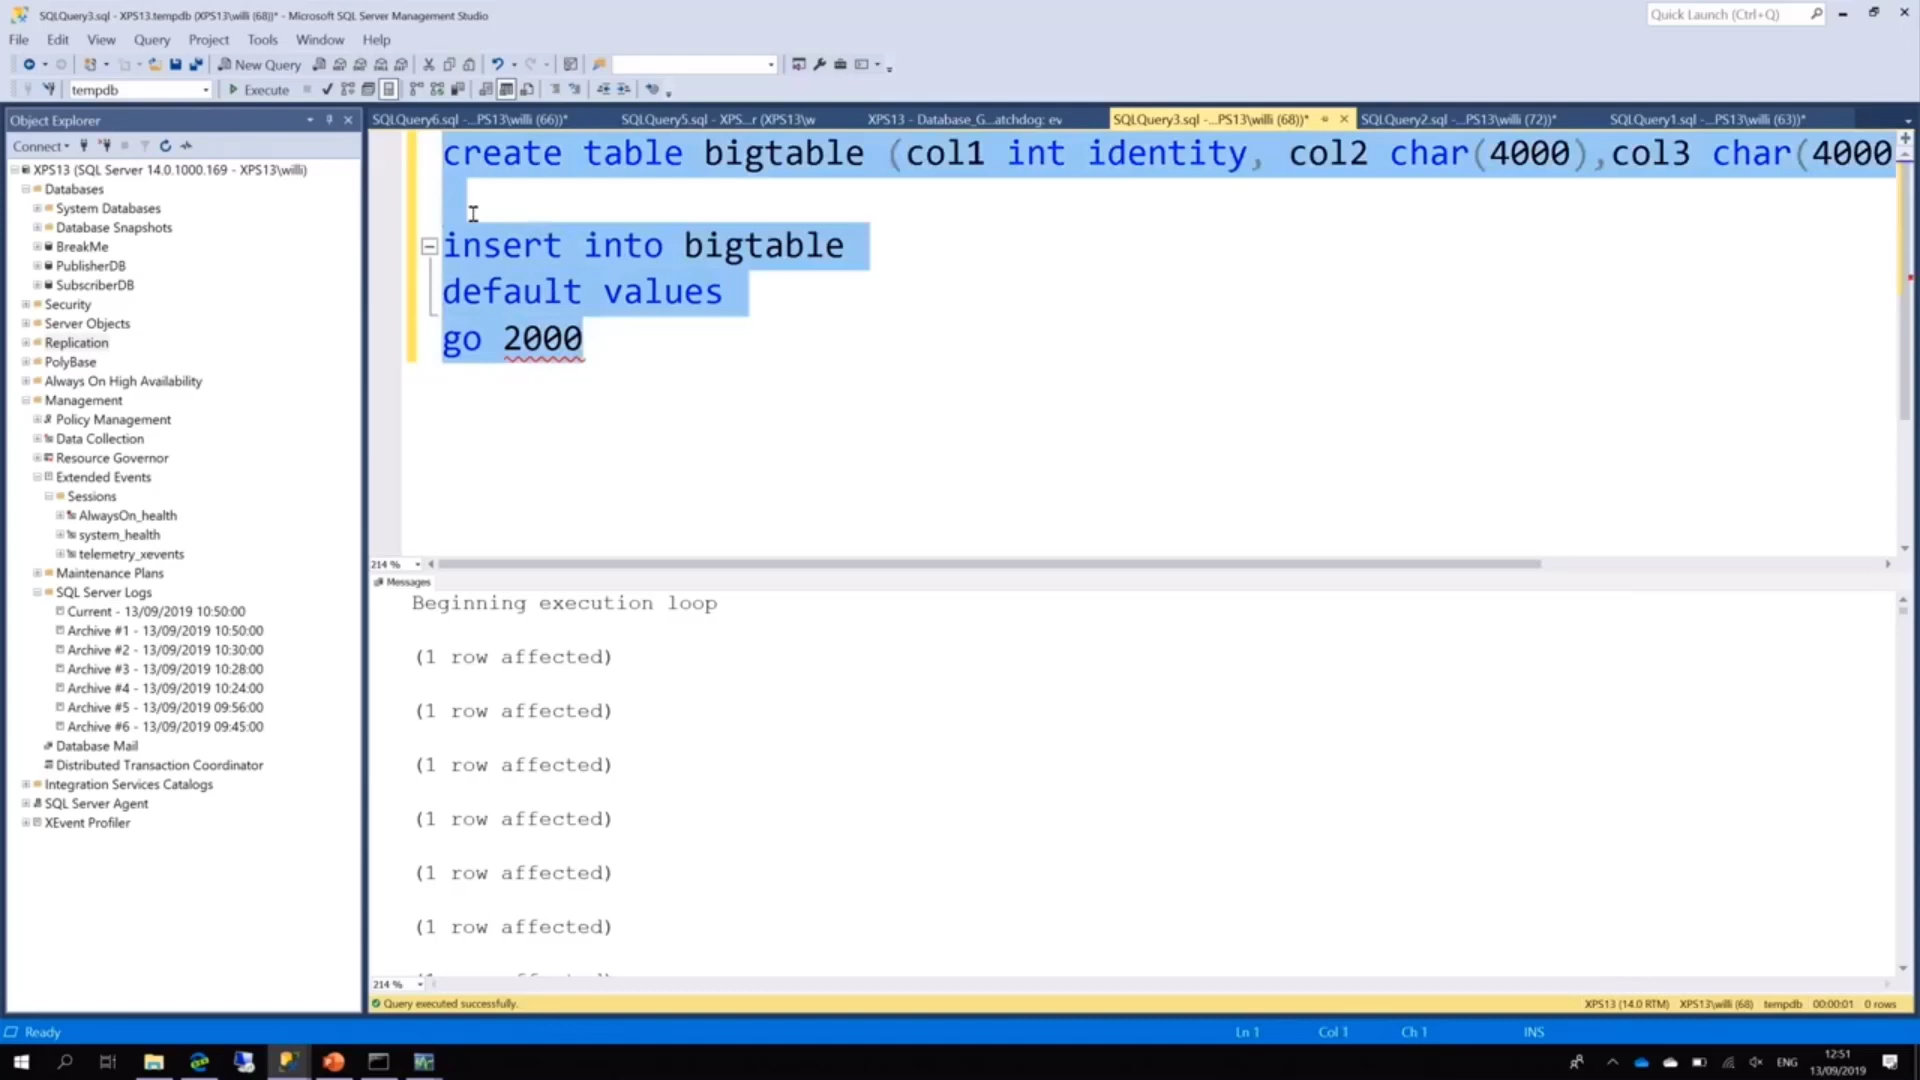 SQLQuery3.sql - XPS13.tempdb (XPS13\willi (68))* - Microsoft SQL Server Management Studio
Quick Launch (Ctrl+Q)
File Edit View Query Project Tools Window Help
New Query
tempdb Execute
Object Explorer
SQLQuery6.sql -...PS13\willi (66))* SQLQuery5.sql - XPS...r (XPS13\w XPS13 - Database_G...atchdog: ev SQLQuery3.sql -...PS13\willi (68))* SQLQuery2.sql -...PS13\willi (72))* SQLQuery1.sql -...PS13\willi (63))*
Connect
XPS13 (SQL Server 14.0.1000.169 - XPS13\willi)
Databases
System Databases
Database Snapshots
BreakMe
PublisherDB
SubscriberDB
Security
Server Objects
Replication
PolyBase
Always On High Availability
Management
Policy Management
Data Collection
Resource Governor
Extended Events
Sessions
AlwaysOn_health
system_health
telemetry_xevents
Maintenance Plans
SQL Server Logs
Current - 13/09/2019 10:50:00
Archive #1 - 13/09/2019 10:50:00
Archive #2 - 13/09/2019 10:30:00
Archive #3 - 13/09/2019 10:28:00
Archive #4 - 13/09/2019 10:24:00
Archive #5 - 13/09/2019 09:56:00
Archive #6 - 13/09/2019 09:45:00
Database Mail
Distributed Transaction Coordinator
Integration Services Catalogs
SQL Server Agent
XEvent Profiler
create table bigtable (col1 int identity, col2 char(4000),col3 char(4000
insert into bigtable
default values
go 2000
214 %
Messages
Beginning execution loop
(1 row affected)
(1 row affected)
(1 row affected)
(1 row affected)
(1 row affected)
(1 row affected)
214 %
Query executed successfully. XPS13 (14.0 RTM) XPS13\willi (68) tempdb 00:00:01 0 rows
Ready Ln 1 Col 1 Ch 1 INS
ENG 12:51
13/09/2019